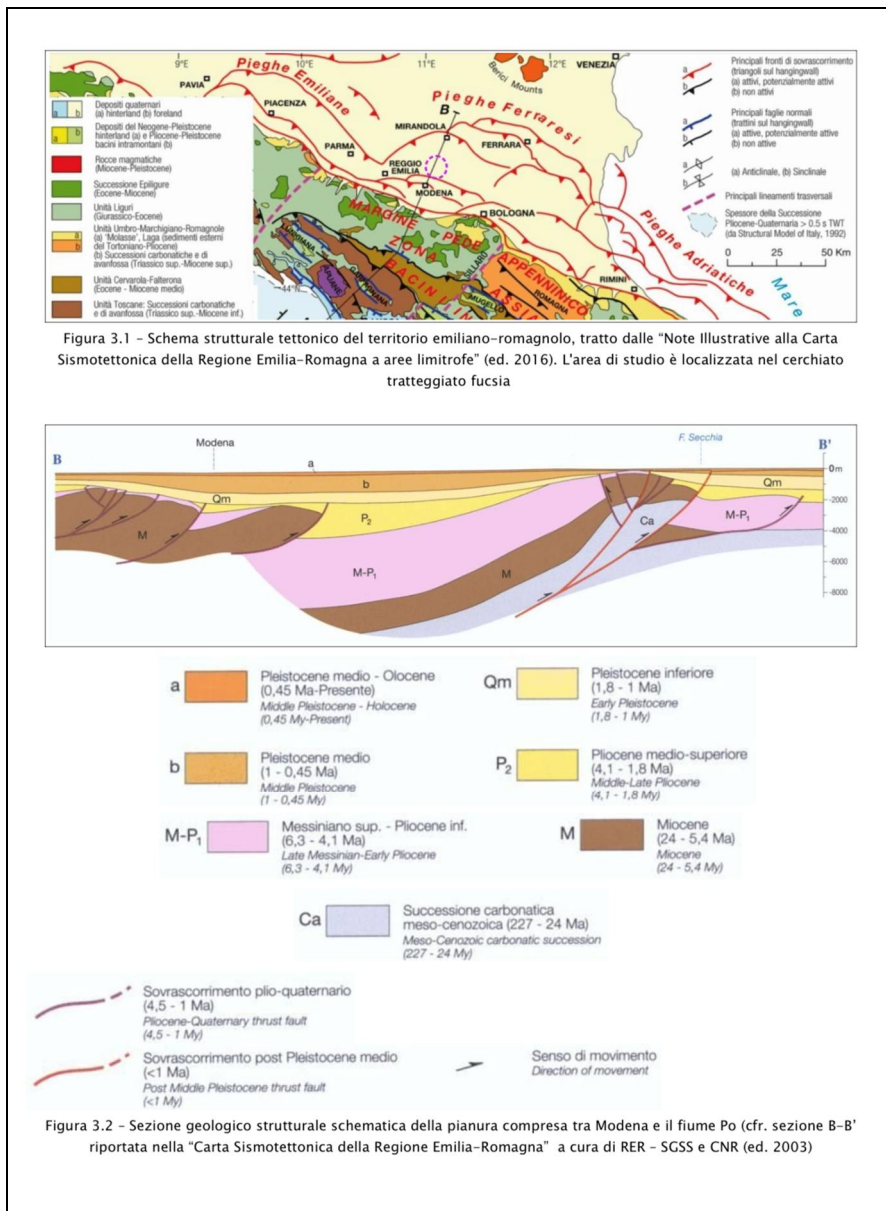 9°E
10°E
11°E
12°E
VENEZIA
Berici Mounts
PAVIA
Pieghe Emiliane
PIACENZA
B
Pieghe Ferraresi
MIRANDOLA
FERRARA
PARMA
REGGIO
EMILIA
MODENA
BOLOGNA
MARGINE PEDE
APPENNINICO
ZONA
ASSIA
BACINI
IN
LUNIGIANA
APUANE
GARFAGNANA
SILLARO
MUGELLO
ROMAGNA
RIMINI
Pieghe Adriatiche
Mare
44°N
a b
Depositi quaternari
(a) hinterland (b) foreland
a b
Depositi del Neogene-Pleistocene
hinterland (a) e Pliocene-Pleistocene
bacini intramontani (b)
Rocce magmatiche
(Miocene-Pleistocene)
Successione Epiligure
(Eocene-Miocene)
Unità Liguri
(Giurassico-Eocene)
a
b
Unità Umbro-Marchigiano-Romagnole
(a) 'Molasse', Laga (sedimenti esterni
del Tortoniano-Pliocene)
(b) Successioni carbonatiche e di
avanfossa (Triassico sup.-Miocene sup.)
Unità Cervarola-Falterona
(Eocene - Miocene medio)
Unità Toscane: Successioni carbonatiche
e di avanfossa (Triassico sup.-Miocene inf.)
a
b
Principali fronti di sovrascorrimento
(triangoli sul hangingwall)
(a) attivi, potenzialmente attivi
(b) non attivi
a
b
Principali faglie normali
(trattini sul hangingwall)
(a) attive, potenzialmente attive
(b) non attive
a
b
(a) Anticlinale, (b) Sinclinale
Principali lineamenti trasversali
Spessore della Successione
Pliocene-Quaternaria > 0.5 s TWT
(da Structural Model of Italy, 1992)
0 25 50 Km
Figura 3.1 – Schema strutturale tettonico del territorio emiliano-romagnolo, tratto dalle “Note Illustrative alla Carta
Sismotettonica della Regione Emilia-Romagna a aree limitrofe” (ed. 2016). L'area di studio è localizzata nel cerchiato
tratteggiato fucsia
B
Modena
a
F. Secchia
B'
0 m
b
Qm
Qm
-2000
P2
M
M-P1
Ca
-4000
M-P1
M
-6000
-8000
a
Pleistocene medio - Olocene
(0,45 Ma-Presente)
Middle Pleistocene - Holocene
(0,45 My-Present)
Qm
Pleistocene inferiore
(1,8 - 1 Ma)
Early Pleistocene
(1,8 - 1 My)
b
Pleistocene medio
(1 - 0,45 Ma)
Middle Pleistocene
(1 - 0,45 My)
P2
Pliocene medio-superiore
(4,1 - 1,8 Ma)
Middle-Late Pliocene
(4,1 - 1,8 My)
M-P1
Messiniano sup. - Pliocene inf.
(6,3 - 4,1 Ma)
Late Messinian-Early Pliocene
(6,3 - 4,1 My)
M
Miocene
(24 - 5,4 Ma)
Miocene
(24 - 5,4 My)
Ca
Successione carbonatica
meso-cenozoica (227 - 24 Ma)
Meso-Cenozoic carbonatic succession
(227 - 24 My)
Sovrascorrimento plio-quaternario
(4,5 - 1 Ma)
Pliocene-Quaternary thrust fault
(4,5 - 1 My)
Sovrascorrimento post Pleistocene medio
(<1 Ma)
Post Middle Pleistocene thrust fault
(<1 My)
Senso di movimento
Direction of movement
Figura 3.2 – Sezione geologico strutturale schematica della pianura compresa tra Modena e il fiume Po (cfr. sezione B-B’
riportata nella “Carta Sismotettonica della Regione Emilia-Romagna” a cura di RER – SGSS e CNR (ed. 2003)